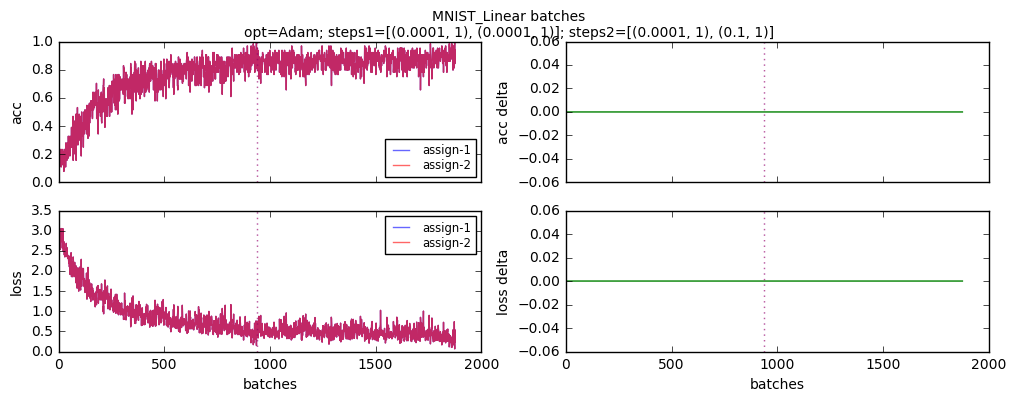 MNIST_Linear batches
opt=Adam; steps1=[(0.0001, 1), (0.0001, 1)]; steps2=[(0.0001, 1), (0.1, 1)]
1.0
0.8
0.6
0.4
0.2
0.0
acc
assign-1
assign-2
0.06
0.04
0.02
0.00
−0.02
−0.04
−0.06
acc delta
3.5
3.0
2.5
2.0
1.5
1.0
0.5
0.0
loss
assign-1
assign-2
0 500 1000 1500 2000
batches
0.06
0.04
0.02
0.00
−0.02
−0.04
−0.06
loss delta
0 500 1000 1500 2000
batches